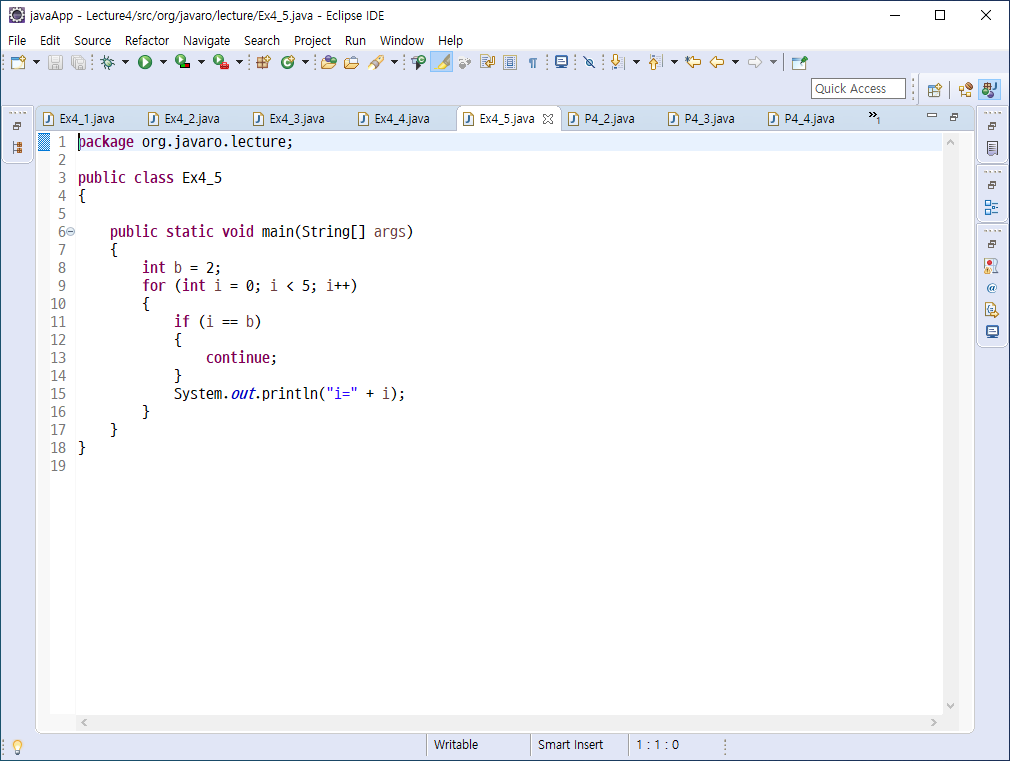 javaApp - Lecture4/src/org/javaro/lecture/Ex4_5.java - Eclipse IDE
File Edit Source Refactor Navigate Search Project Run Window Help
Quick Access
Ex4_1.java Ex4_2.java Ex4_3.java Ex4_4.java Ex4_5.java P4_2.java P4_3.java P4_4.java »1
1 package org.javaro.lecture;
2
3 public class Ex4_5
4 {
5
6 public static void main(String[] args)
7 {
8 int b = 2;
9 for (int i = 0; i < 5; i++)
10 {
11 if (i == b)
12 {
13 continue;
14 }
15 System.out.println("i=" + i);
16 }
17 }
18 }
19
Writable Smart Insert 1 : 1 : 0